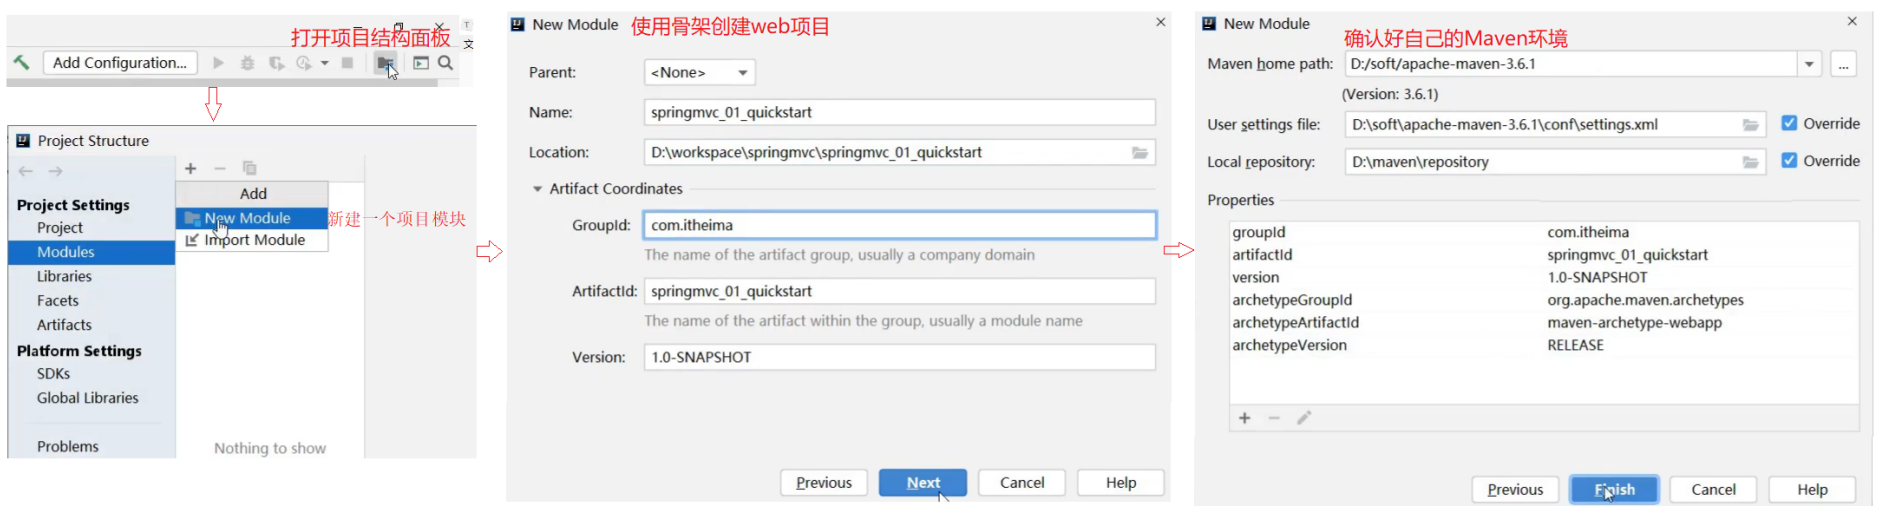 打开项目结构面板
T
文
Add Configuration...
Project Structure
Add
New Module
新建一个项目模块
Import Module
Project Settings
Project
Modules
Libraries
Facets
Artifacts
Platform Settings
SDKs
Global Libraries
Problems
Nothing to show
New Module
使用骨架创建web项目
Parent:
<None>
Name:
springmvc_01_quickstart
Location:
D:\workspace\springmvc\springmvc_01_quickstart
Artifact Coordinates
GroupId:
com.itheima
The name of the artifact group, usually a company domain
ArtifactId:
springmvc_01_quickstart
The name of the artifact within the group, usually a module name
Version:
1.0-SNAPSHOT
Previous
Next
Cancel
Help
New Module
确认好自己的Maven环境
Maven home path:
D:/soft/apache-maven-3.6.1
...
(Version: 3.6.1)
User settings file:
D:\soft\apache-maven-3.6.1\conf\settings.xml
Override
Local repository:
D:\maven\repository
Override
Properties
groupId com.itheima
artifactId springmvc_01_quickstart
version 1.0-SNAPSHOT
archetypeGroupId org.apache.maven.archetypes
archetypeArtifactId maven-archetype-webapp
archetypeVersion RELEASE
Previous
Finish
Cancel
Help